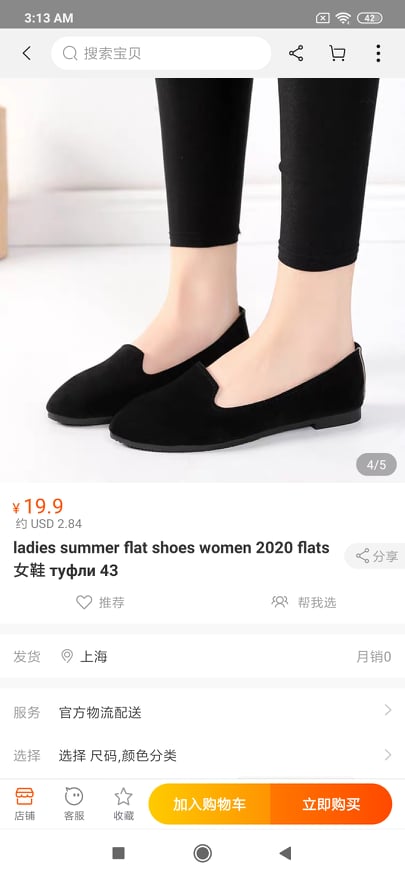 3:13 AM
42
搜索宝贝
4/5
¥ 19.9
约 USD 2.84
ladies summer flat shoes women 2020 flats
女鞋 туфли 43
分享
推荐
帮我选
发货 上海 月销0
服务 官方物流配送
选择 选择 尺码,颜色分类
店铺 客服 收藏 加入购物车 立即购买